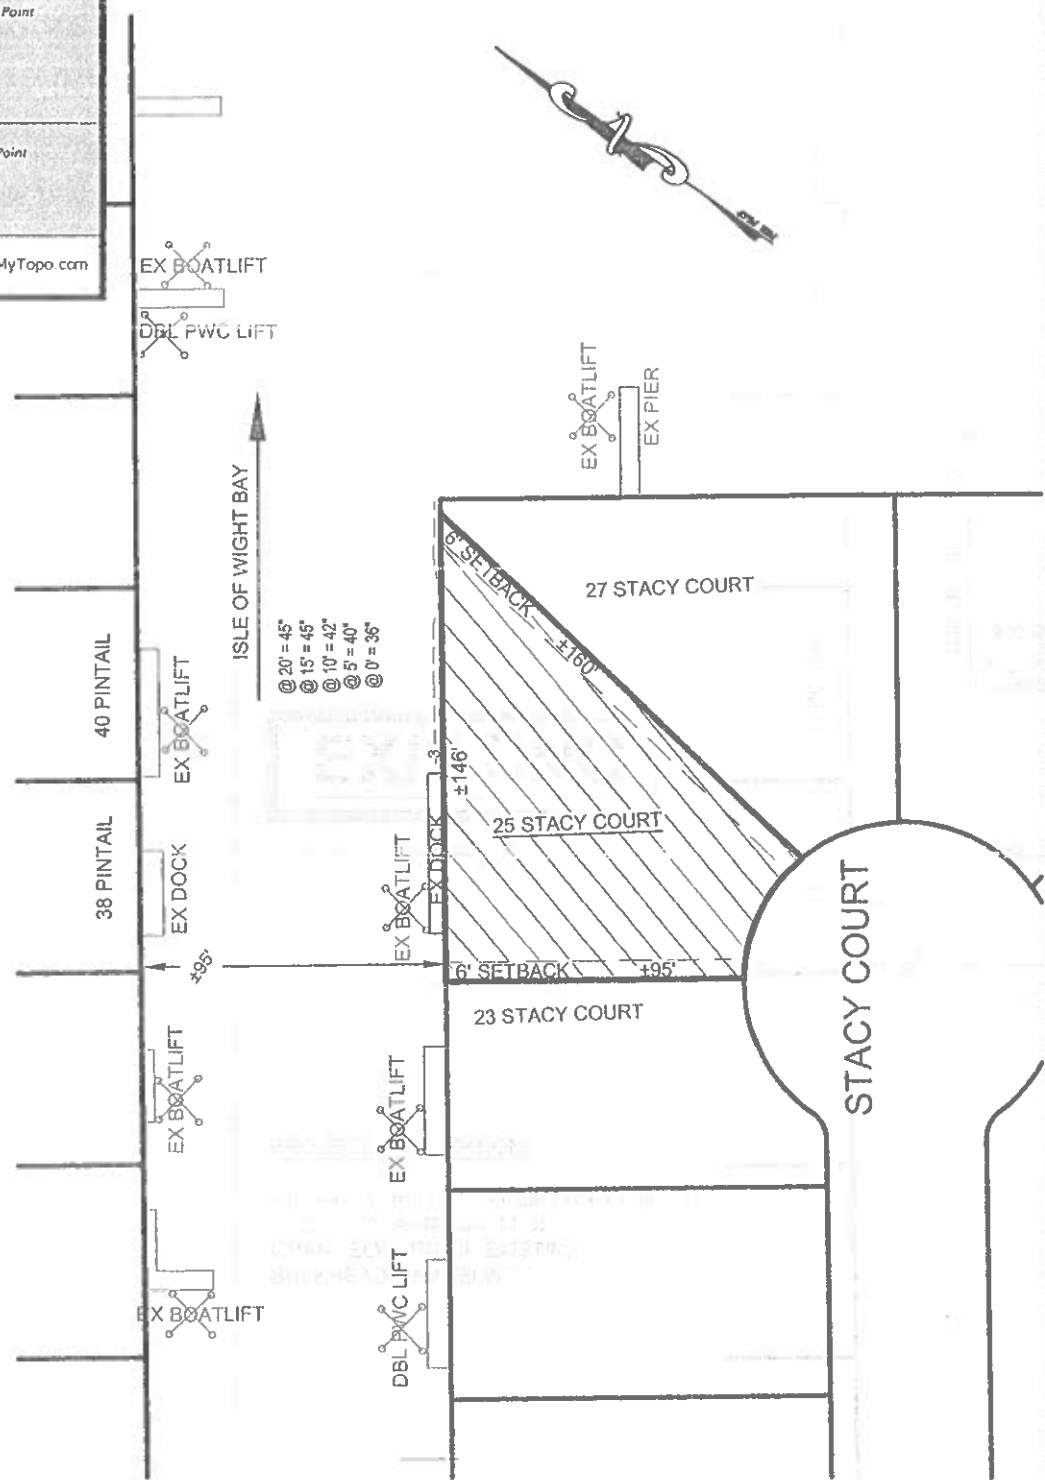 Point
Point
MyTopo.com
EX BOATLIFT
DBL PWC LIFT
ISLE OF WIGHT BAY
@ 20' = 45"
@ 15' = 45"
@ 10' = 42"
@ 5' = 40"
@ 0' = 36"
EX BOATLIFT
EX PIER
6' SETBACK
±160'
27 STACY COURT
40 PINTAIL
EX BOATLIFT
38 PINTAIL
EX DOCK
-3-
±146'
EX BOATLIFT
EX DOCK
25 STACY COURT
±95'
6' SETBACK
±95'
23 STACY COURT
STACY COURT
EX BOATLIFT
EX BOATLIFT
EX BOATLIFT
DBL PWC LIFT